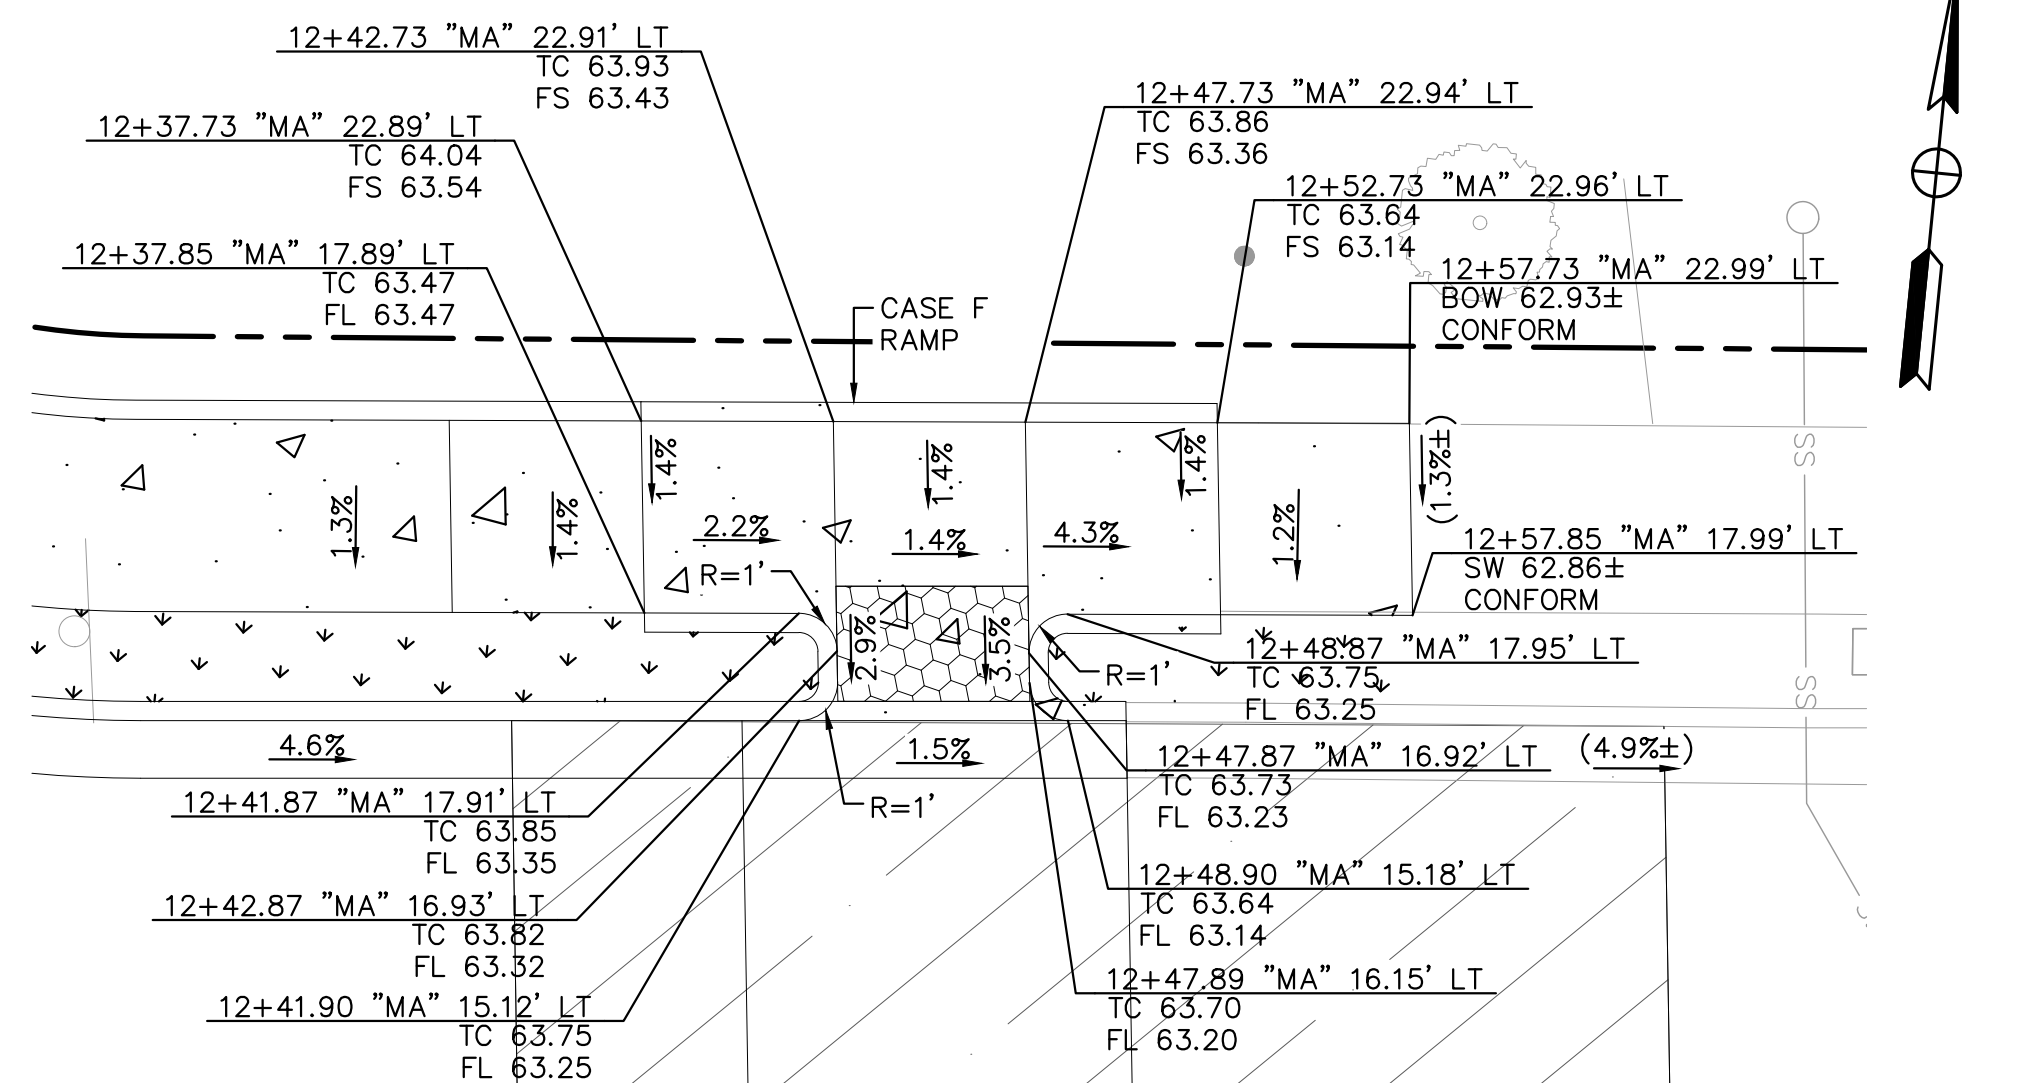 12+42.73 "MA" 22.91' LT
TC 63.93
FS 63.43
12+47.73 "MA" 22.94' LT
TC 63.86
FS 63.36
12+37.73 "MA" 22.89' LT
TC 64.04
FS 63.54
12+52.73 "MA" 22.96' LT
TC 63.64
FS 63.14
12+37.85 "MA" 17.89' LT
TC 63.47
FL 63.47
12+57.73 "MA" 22.99' LT
BOW 62.93±
CONFORM
CASE F
RAMP
1.3%
1.4%
1.4%
2.2%
1.4%
1.4%
4.3%
1.4%
1.2%
(1.3%±)
SS
12+57.85 "MA" 17.99' LT
SW 62.86±
CONFORM
R=1'
2.9%
3.5%
R=1'
12+48.87 "MA" 17.95' LT
TC 63.75
FL 63.25
SS
4.6%
1.5%
(4.9%±)
12+47.87 "MA" 16.92' LT
TC 63.73
FL 63.23
R=1'
12+41.87 "MA" 17.91' LT
TC 63.85
FL 63.35
12+48.90 "MA" 15.18' LT
TC 63.64
FL 63.14
12+42.87 "MA" 16.93' LT
TC 63.82
FL 63.32
12+47.89 "MA" 16.15' LT
TC 63.70
FL 63.20
12+41.90 "MA" 15.12' LT
TC 63.75
FL 63.25